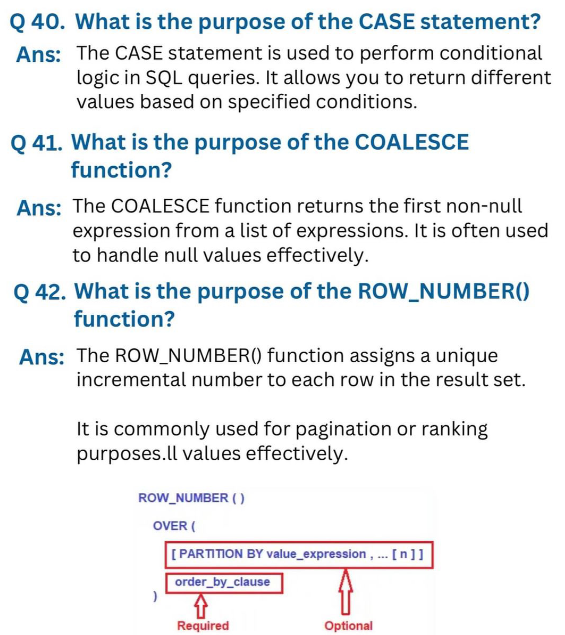 Q 40. What is the purpose of the CASE statement?
Ans: The CASE statement is used to perform conditional
logic in SQL queries. It allows you to return different
values based on specified conditions.
Q 41. What is the purpose of the COALESCE
function?
Ans: The COALESCE function returns the first non-null
expression from a list of expressions. It is often used
to handle null values effectively.
Q 42. What is the purpose of the ROW_NUMBER()
function?
Ans: The ROW_NUMBER() function assigns a unique
incremental number to each row in the result set.
It is commonly used for pagination or ranking
purposes.ll values effectively.
ROW_NUMBER ( )
OVER (
[ PARTITION BY value_expression , ... [ n ] ]
order_by_clause
)
Required Optional